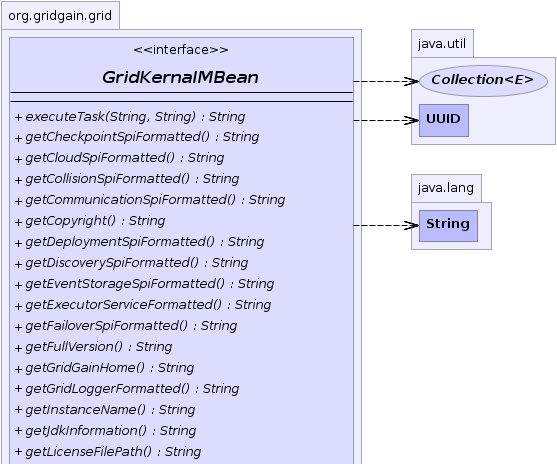 org.gridgain.grid
<<interface>>
GridKernalMBean
+ executeTask(String, String) : String
+ getCheckpointSpiFormatted() : String
+ getCloudSpiFormatted() : String
+ getCollisionSpiFormatted() : String
+ getCommunicationSpiFormatted() : String
+ getCopyright() : String
+ getDeploymentSpiFormatted() : String
+ getDiscoverySpiFormatted() : String
+ getEventStorageSpiFormatted() : String
+ getExecutorServiceFormatted() : String
+ getFailoverSpiFormatted() : String
+ getFullVersion() : String
+ getGridGainHome() : String
+ getGridLoggerFormatted() : String
+ getInstanceName() : String
+ getJdkInformation() : String
+ getLicenseFilePath() : String
java.util
Collection<E>
UUID
java.lang
String